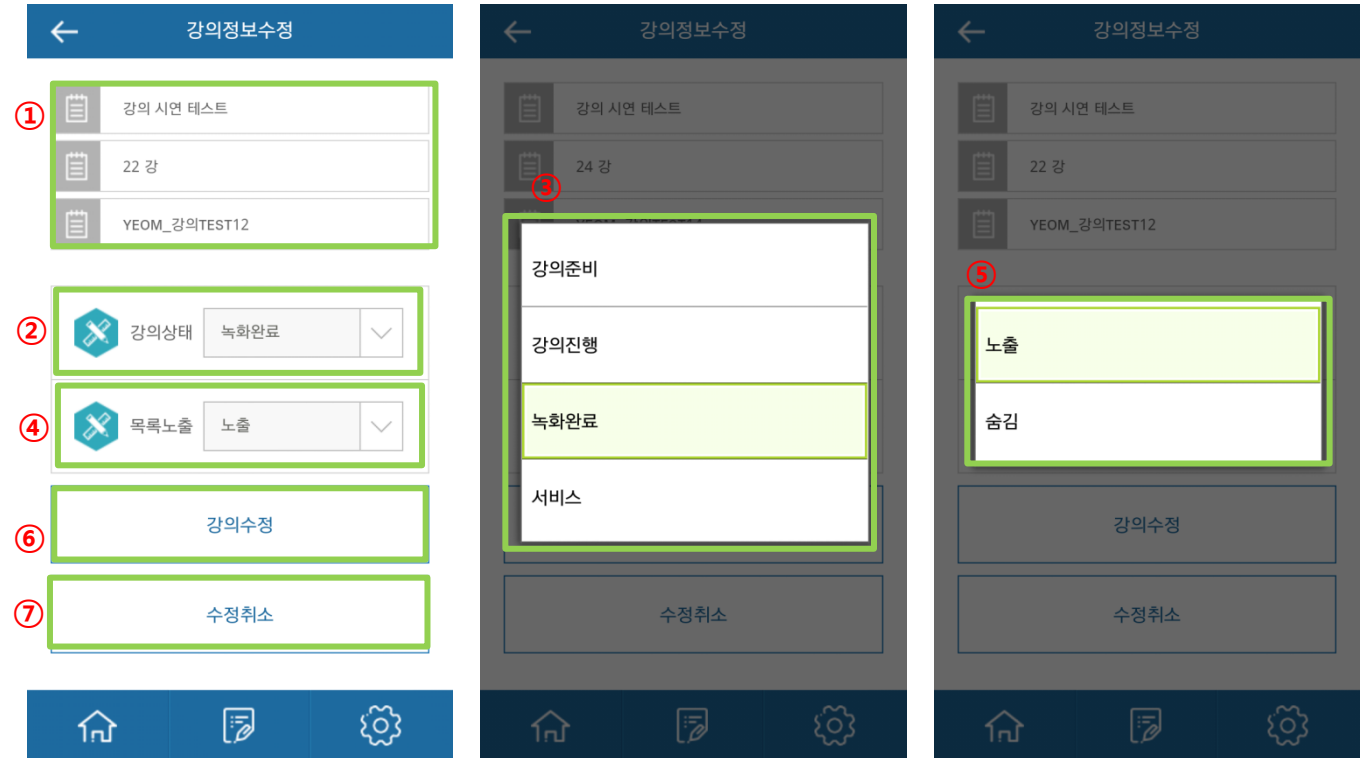 강의정보수정
①
강의 시연 테스트
22 강
YEOM_강의TEST12
②
강의상태
녹화완료
④
목록노출
노출
⑥
강의수정
⑦
수정취소
강의정보수정
강의 시연 테스트
24 강
③
강의준비
강의진행
녹화완료
서비스
수정취소
강의정보수정
강의 시연 테스트
22 강
YEOM_강의TEST12
⑤
노출
숨김
강의수정
수정취소